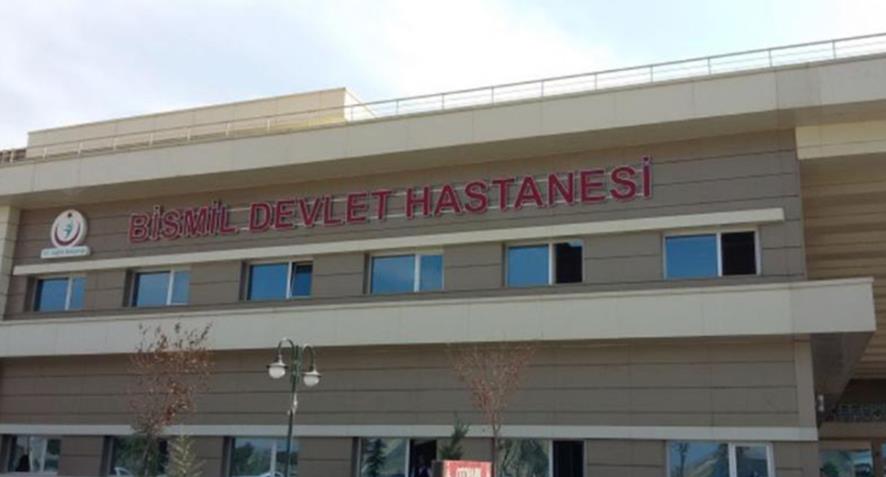 BİSMİL DEVLET HASTANESİ